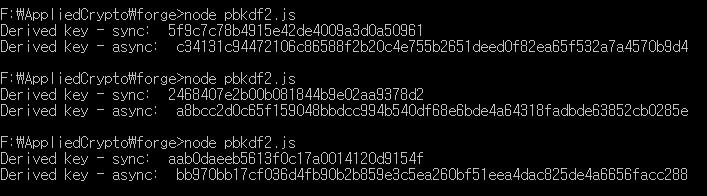 F:₩AppliedCrypto₩forge>node pbkdf2.js
Derived key - sync:  5f9c7c78b4915e42de4009a3d0a50961
Derived key - async:  c34131c94472106c86588f2b20c4e755b2651deed0f82ea65f532a7a4570b9d4
F:₩AppliedCrypto₩forge>node pbkdf2.js
Derived key - sync:  2468407e2b00b081844b9e02aa9378d2
Derived key - async:  a8bcc2d0c65f159048bbdcc994b540df68e6bde4a64318fadbde63852cb0285e
F:₩AppliedCrypto₩forge>node pbkdf2.js
Derived key - sync:  aab0daeeb5613f0c17a0014120d9154f
Derived key - async:  bb970bb17cf036d4fb90b2b859e3c5ea260bf51eea4dac825de4a6656facc288